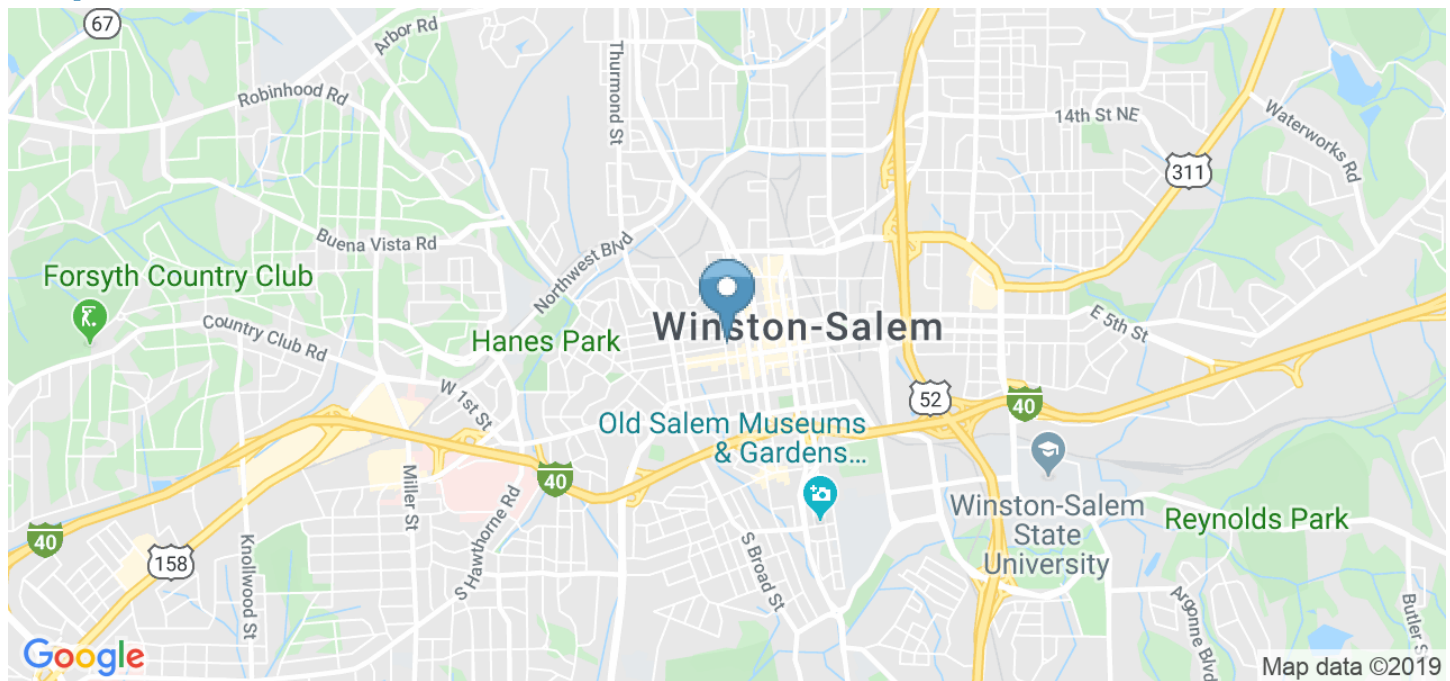 67
Arbor Rd
Thurmond St
Robinhood Rd
14th St NE
Waterworks Rd
311
Buena Vista Rd
Northwest Blvd
Forsyth Country Club
Country Club Rd
Hanes Park
Winston-Salem
E 5th St
W 1st St
52
40
Old Salem Museums
& Gardens...
40
Miller St
S Hawthorne Rd
Winston-Salem
State
University
Reynolds Park
40
158
Knollwood St
S Broad St
Argonne Blvd
Butler S
Google
Map data ©2019